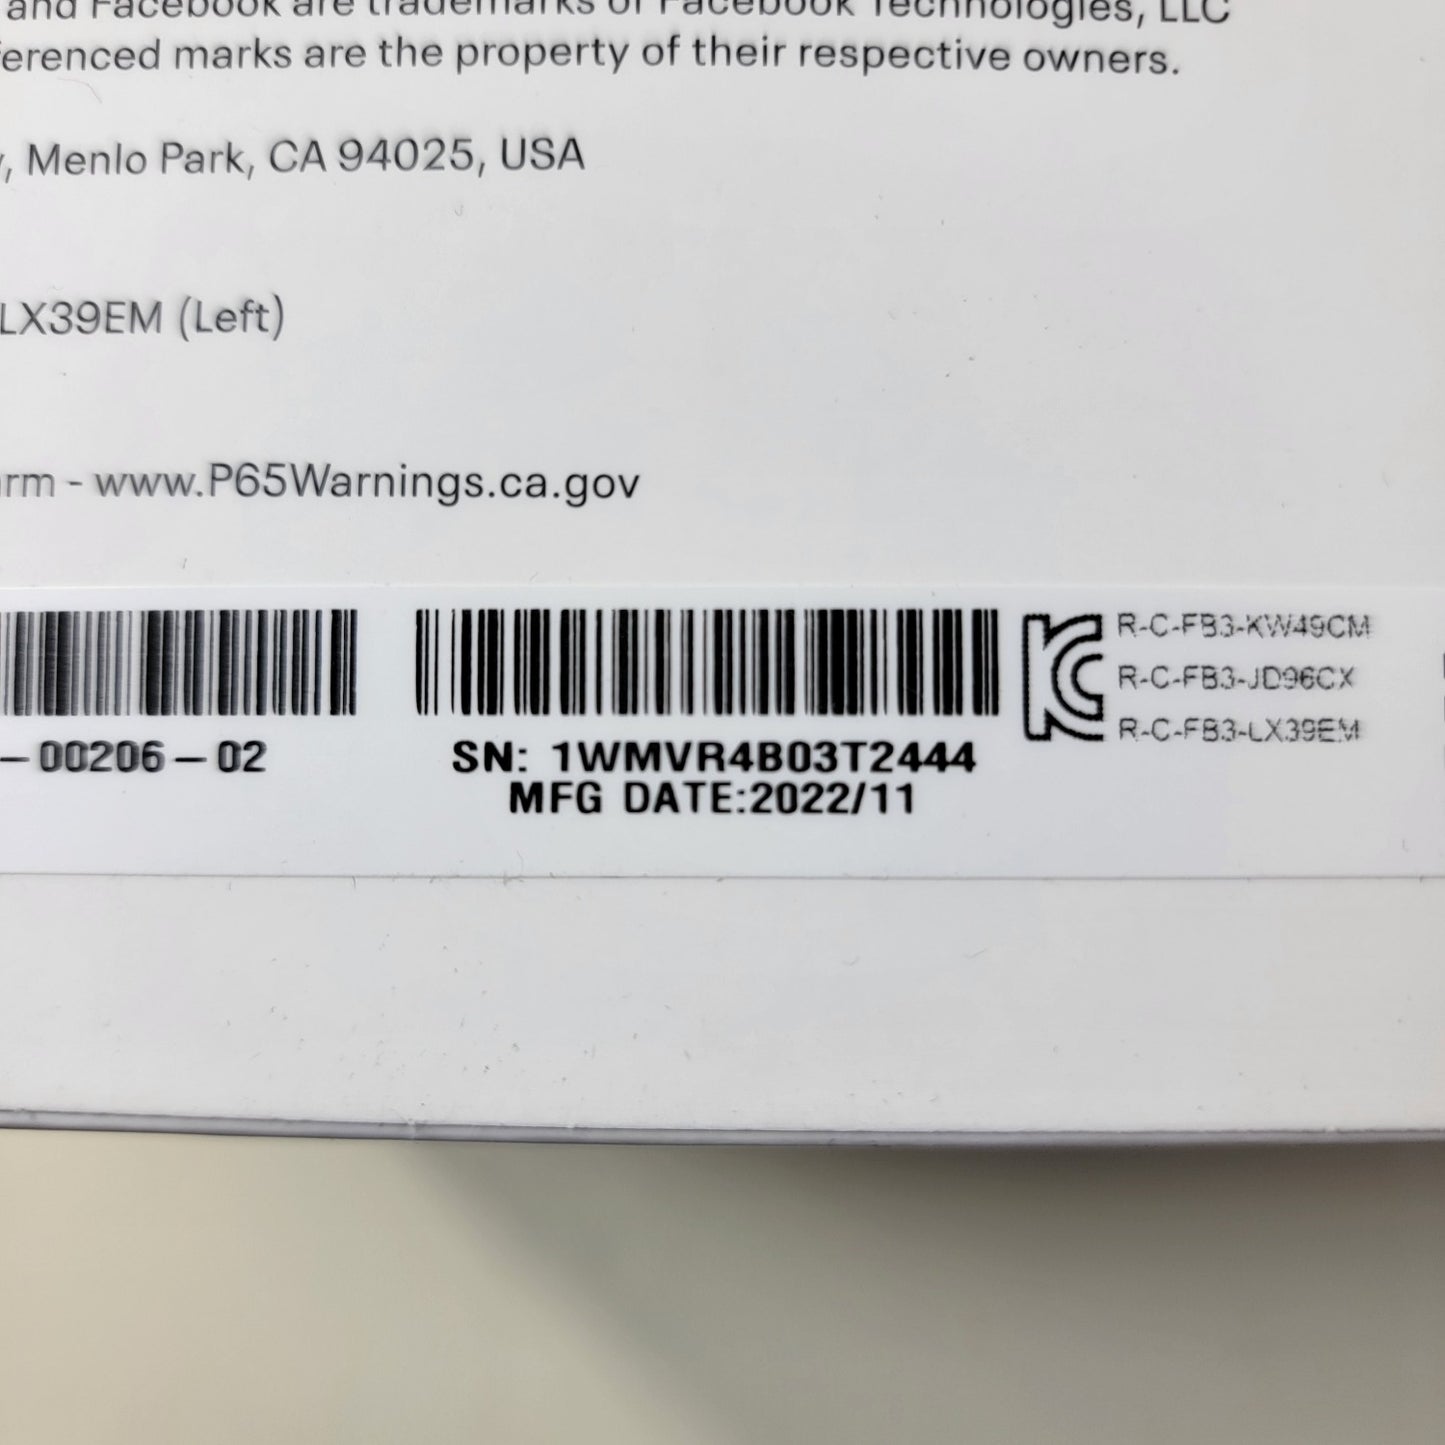 and Facebook are trademarks of Facebook Technologies, LLC
erenced marks are the property of their respective owners.
, Menlo Park, CA 94025, USA
LX39EM (Left)
rm - www.P65Warnings.ca.gov
R-C-FB3-KW49CM
R-C-FB3-JD96CX
R-C-FB3-LX39EM
-00206-02
SN: 1WMVR4B03T2444
MFG DATE:2022/11